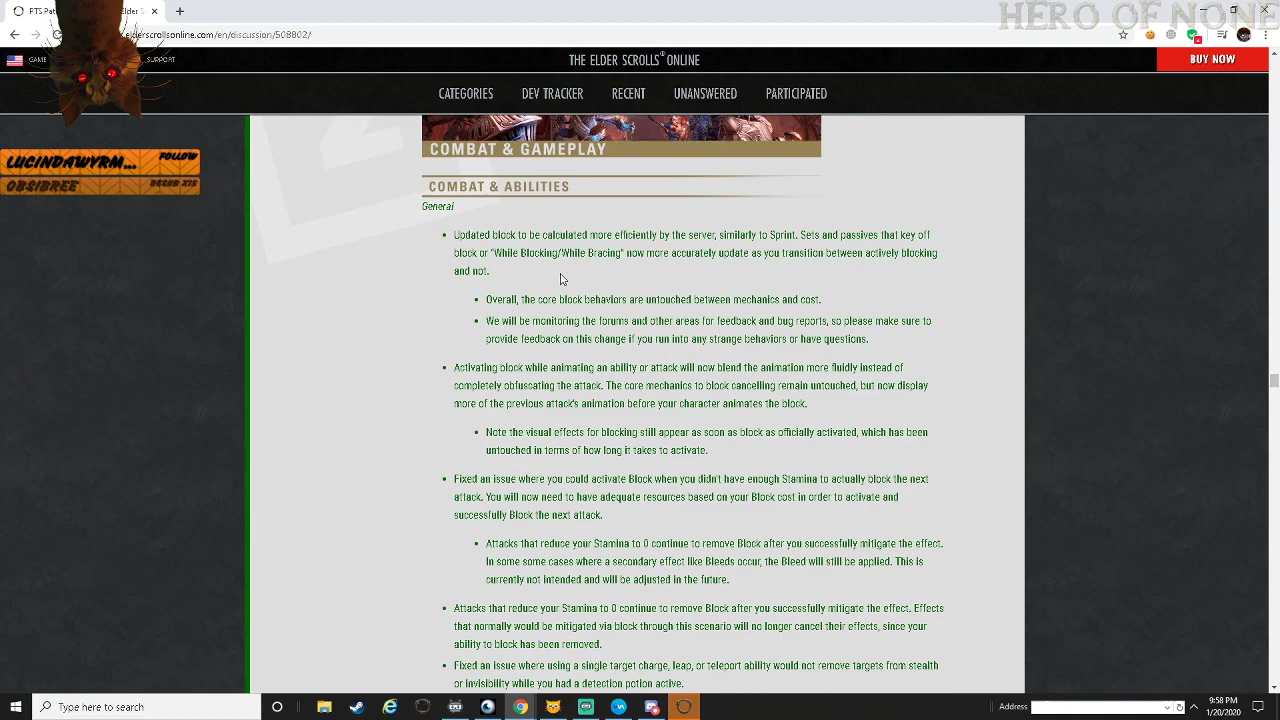 HERO OF NONE
PTS Pat
Elder S
derscrollsonline.com/en/discussion/508802/
GAME
SUPPORT
THE ELDER SCROLLS® ONLINE
BUY NOW
CATEGORIES DEV TRACKER RECENT UNANSWERED PARTICIPATED
LUCINDAWYRM... FOLLOW
OBSIBREE RESUB X15
COMBAT & GAMEPLAY
COMBAT & ABILITIES
General
Updated block to be calculated more efficiently by the server, similarly to Sprint. Sets and passives that key off
block or "While Blocking/While Bracing" now more accurately update as you transition between actively blocking
and not.
Overall, the core block behaviors are untouched between mechanics and cost.
We will be monitoring the forums and other areas for feedback and bug reports, so please make sure to
provide feedback on this change if you run into any strange behaviors or have questions.
Activating block while animating an ability or attack will now blend the animation more fluidly instead of
completely obfuscating the attack. The core mechanics to block cancelling remain untouched, but now display
more of the previous attack's animation before your character animates the block.
Note the visual effects for blocking still appear as soon as block as officially activated, which has been
untouched in terms of how long it takes to activate.
Fixed an issue where you could activate Block when you didn't have enough Stamina to actually block the next
attack. You will now need to have adequate resources based on your Block cost in order to activate and
successfully Block the next attack.
Attacks that reduce your Stamina to 0 continue to remove Block after you successfully mitigate the effect.
In some some cases where a secondary effect like Bleeds occur, the Bleed will still be applied. This is
currently not intended and will be adjusted in the future.
Attacks that reduce your Stamina to 0 continue to remove Block after you successfully mitigate the effect. Effects
that normally would be mitigated via block through this scenario will no longer cancel their effects, since your
ability to block has been removed.
Fixed an issue where using a single target charge, leap, or teleport ability would not remove targets from stealth
or invisibility while you had a detection potion active.
Type here to search
Address
9:58 PM
1/20/2020